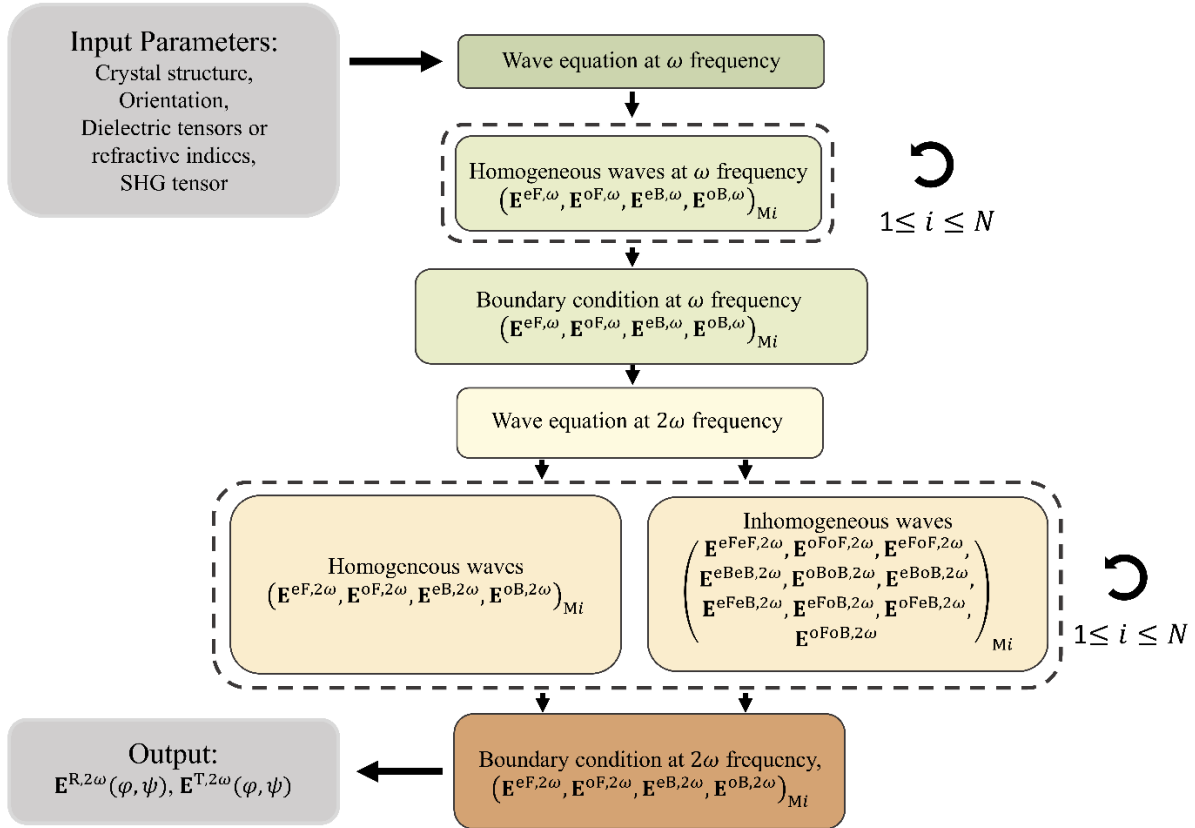 Input Parameters:
Crystal structure,
Orientation,
Dielectric tensors or
refractive indices,
SHG tensor
Wave equation at ω frequency
Homogeneous waves at ω frequency
(E^{eF,ω}, E^{oF,ω}, E^{eB,ω}, E^{oB,ω})_{Mi}
1≤ i ≤ N
Boundary condition at ω frequency
(E^{eF,ω}, E^{oF,ω}, E^{eB,ω}, E^{oB,ω})_{Mi}
Wave equation at 2ω frequency
Homogeneous waves
(E^{eF,2ω}, E^{oF,2ω}, E^{eB,2ω}, E^{oB,2ω})_{Mi}
Inhomogeneous waves
(E^{eFeF,2ω}, E^{oFoF,2ω}, E^{eFoF,2ω},
E^{eBeB,2ω}, E^{oBoB,2ω}, E^{eBoB,2ω},
E^{eFeB,2ω}, E^{eFoB,2ω}, E^{oFeB,2ω},
E^{oFoB,2ω})_{Mi}
1≤ i ≤ N
Boundary condition at 2ω frequency,
(E^{eF,2ω}, E^{oF,2ω}, E^{eB,2ω}, E^{oB,2ω})_{Mi}
Output:
E^{R,2ω}(φ, ψ), E^{T,2ω}(φ, ψ)